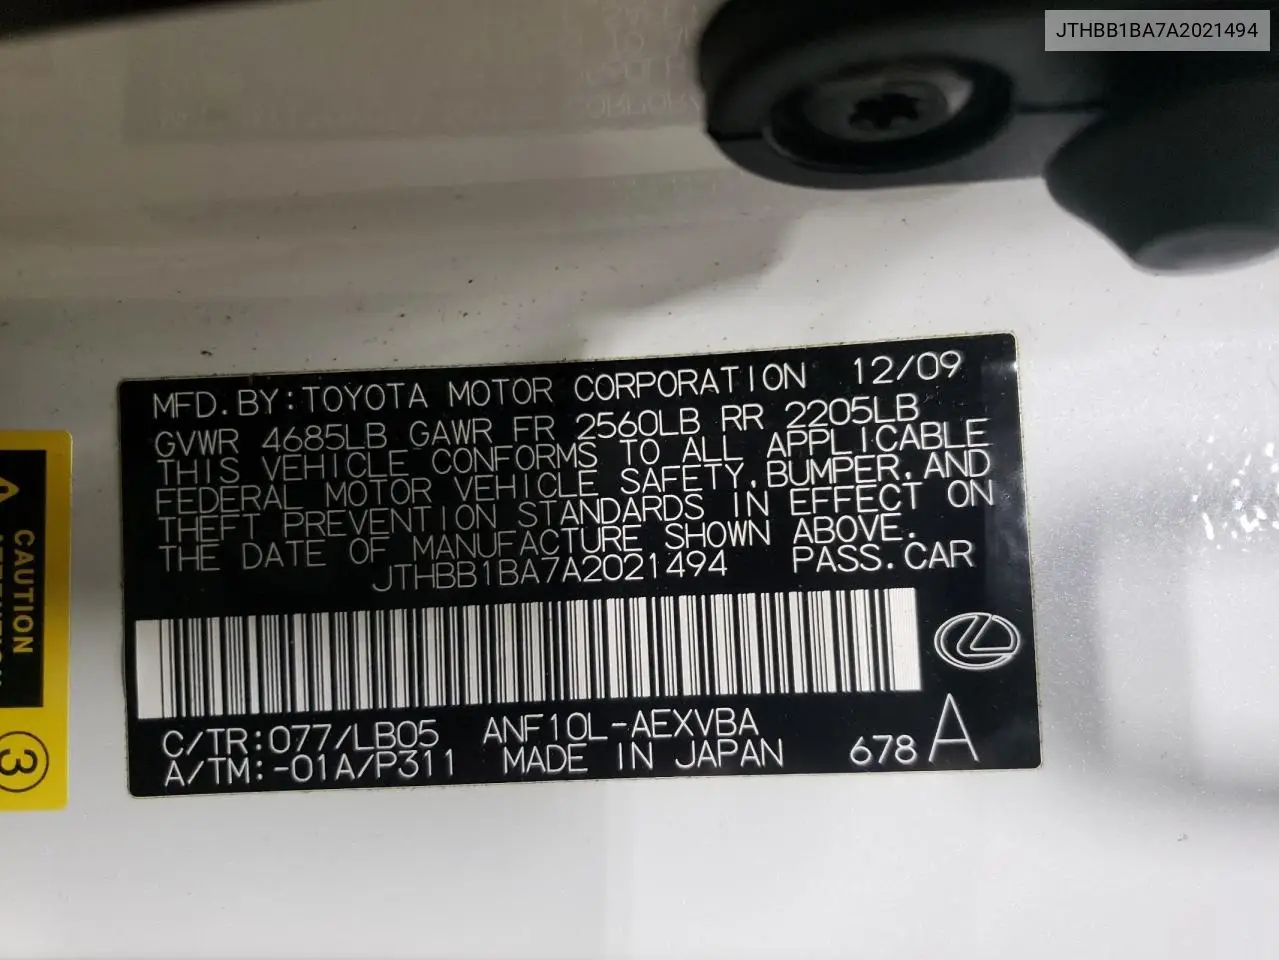 JTHBB1BA7A2021494
MFD.BY:TOYOTA MOTOR CORPORATION 12/09
GVWR 4685LB GAWR FR 2560LB RR 2205LB
THIS VEHICLE CONFORMS TO ALL APPLICABLE
FEDERAL MOTOR VEHICLE SAFETY,BUMPER,AND
THEFT PREVENTION STANDARDS IN EFFECT ON
THE DATE OF MANUFACTURE SHOWN ABOVE.
JTHBB1BA7A2021494 PASS.CAR
C/TR:077/LB05 ANF10L-AEXVBA
A/TM:-01A/P311 MADE IN JAPAN 678 A
CAUTION
3